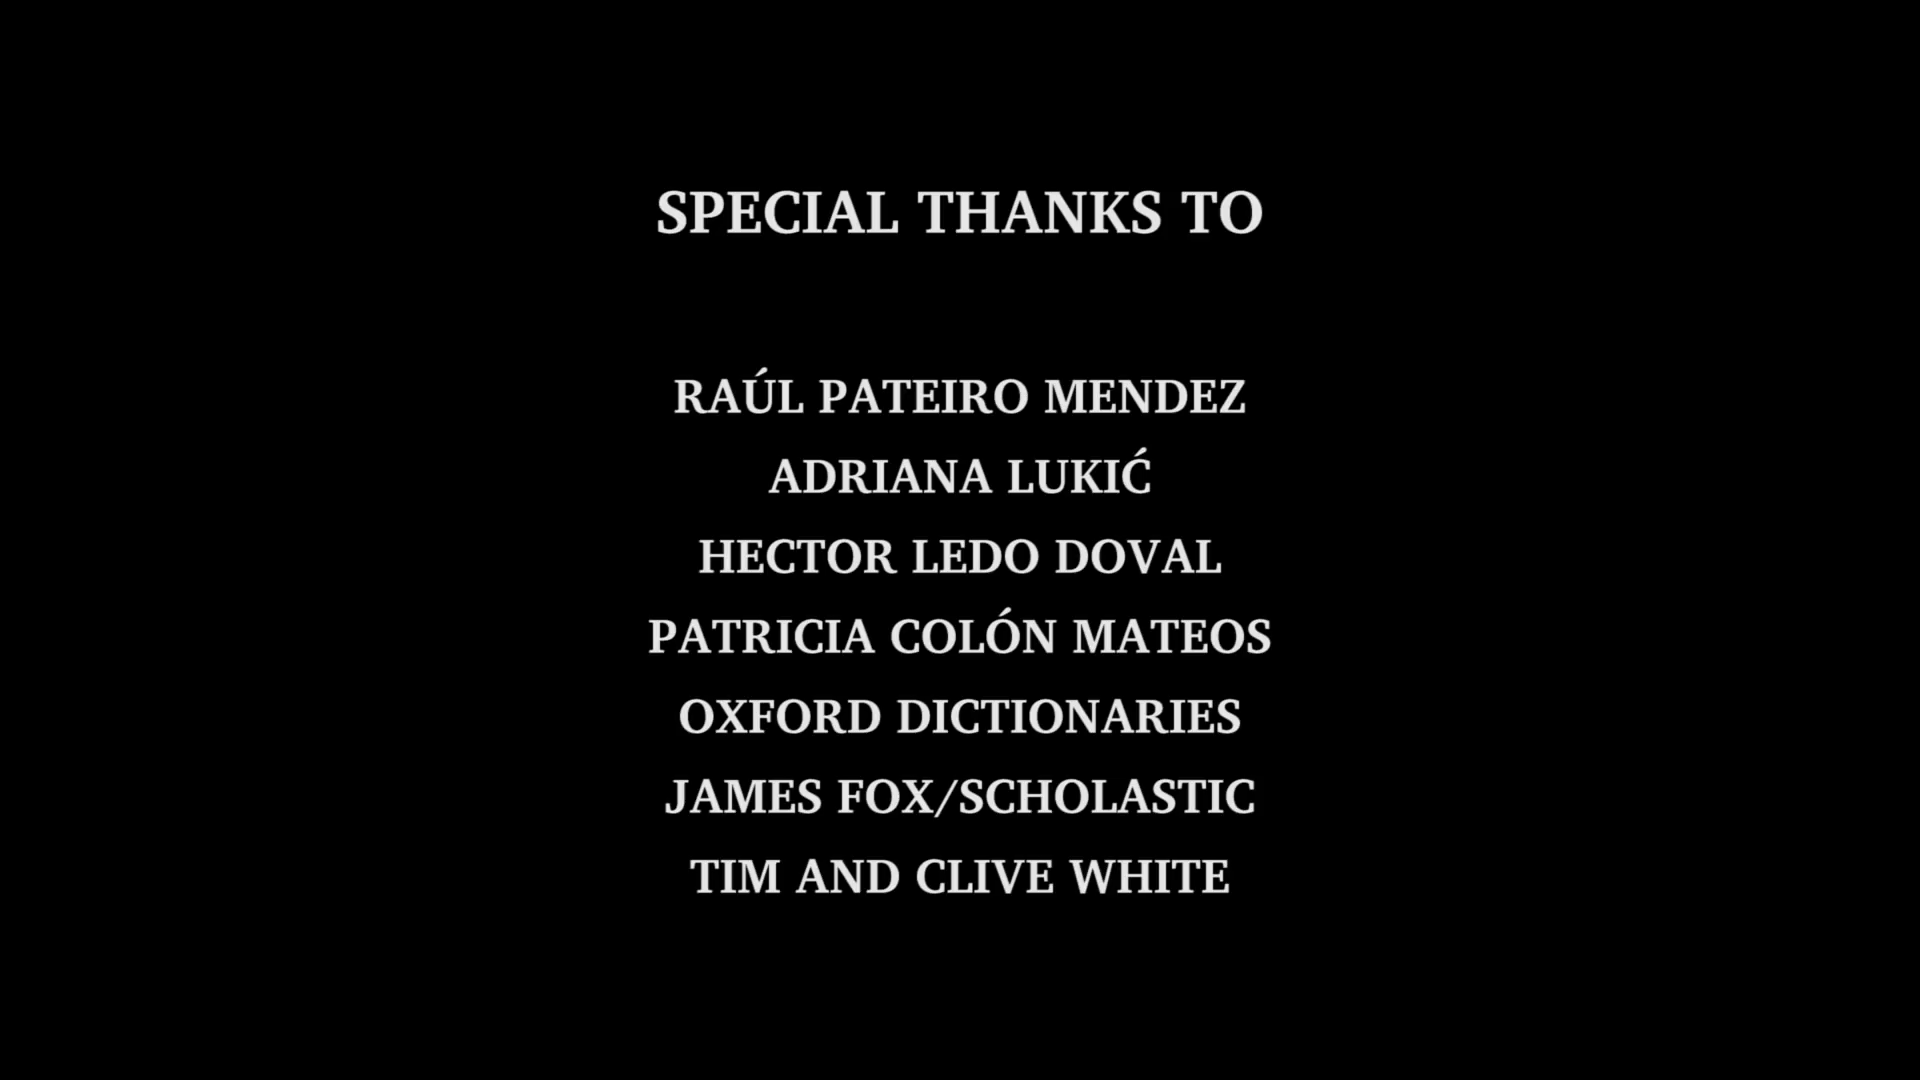 SPECIAL THANKS TO
RAÚL PATEIRO MENDEZ
ADRIANA LUKIĆ
HECTOR LEDO DOVAL
PATRICIA COLÓN MATEOS
OXFORD DICTIONARIES
JAMES FOX/SCHOLASTIC
TIM AND CLIVE WHITE